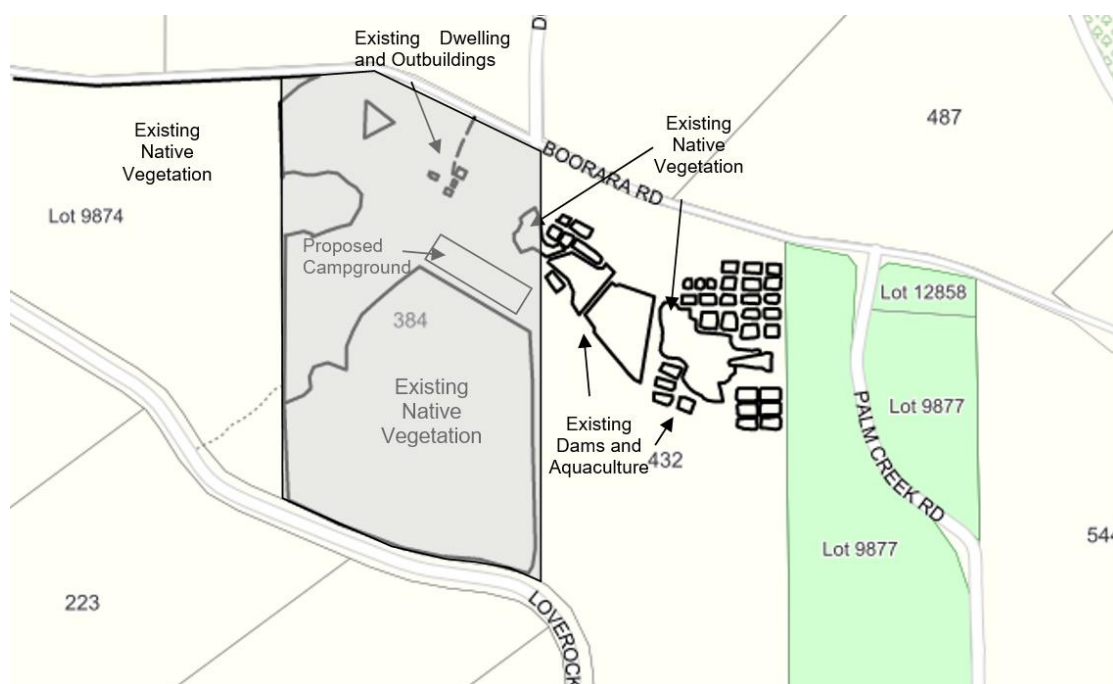 D
Existing Dwelling
and Outbuildings
Existing
Native
Vegetation
487
Existing
Native
Vegetation
BOORARA RD
Lot 9874
Proposed
Campground
Lot 12858
384
Existing
Native
Vegetation
Lot 9877
PALM CREEK RD
Existing
Dams and
Aquaculture
432
Lot 9877
544
223
LOVEROCK